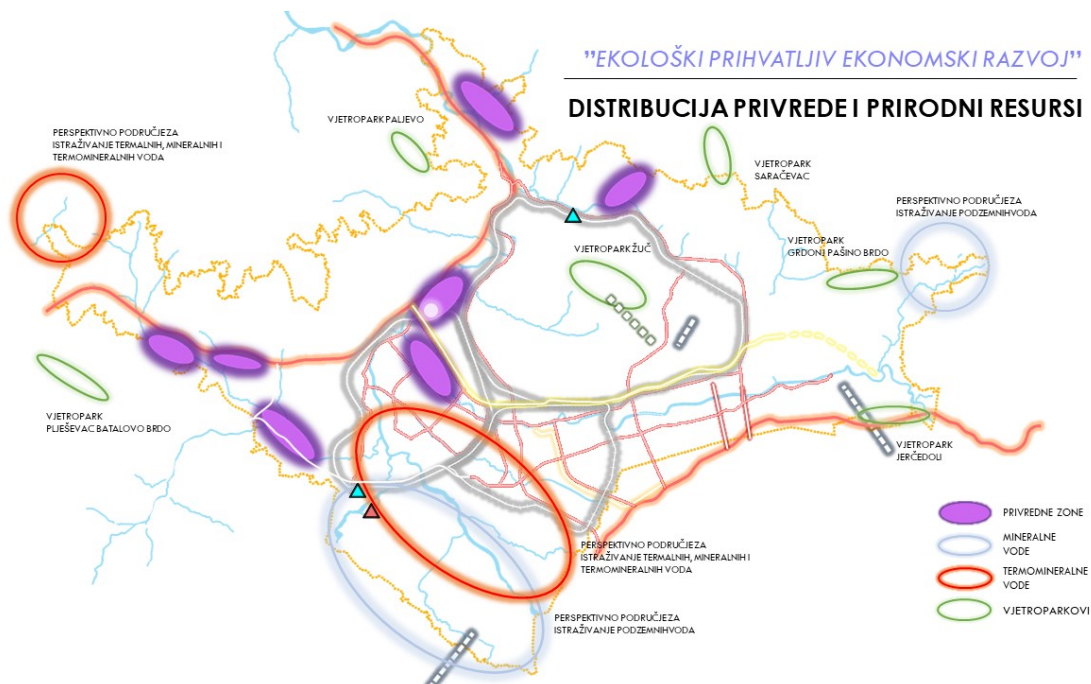 "EKOLOŠKI PRIHVATLJIV EKONOMSKI RAZVOJ"
DISTRIBUCIJA PRIVREDE I PRIRODNI RESURSI
PERSPEKTIVNO PODRUČJEZA
ISTRAŽIVANJE TERMALNIH, MINERALNIH I
TERMOMINERALNIH VODA
VJETROPARK PALJEVO
VJETROPARK
SARAČEVAC
PERSPEKTIVNO PODRUČJEZA
ISTRAŽIVANJE PODZEMNIHVODA
VJETROPARK ŽUČ
VJETROPARK
GRDONJ PAŠINO BRDO
VJETROPARK
PLJEŠEVAC BATALOVO BRDO
VJETROPARK
JERČEDOLI
PERSPEKTIVNO PODRUČJEZA
ISTRAŽIVANJE TERMALNIH, MINERALNIH I
TERMOMINERALNIH VODA
PERSPEKTIVNO PODRUČJEZA
ISTRAŽIVANJE PODZEMNIHVODA
PRIVREDNE ZONE
MINERALNE
VODE
TERMOMINERALNE
VODE
VJETROPARKOVI